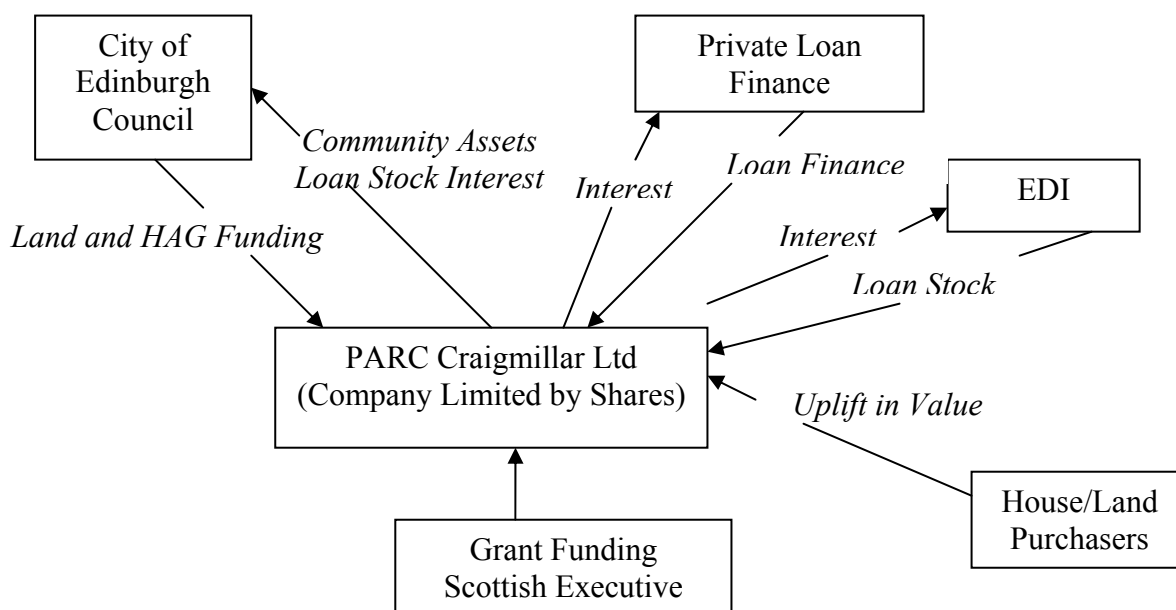 City of
Edinburgh
Council
Private Loan
Finance
Community Assets
Loan Stock Interest
Interest
Loan Finance
EDI
Land and HAG Funding
Interest
Loan Stock
PARC Craigmillar Ltd
(Company Limited by Shares)
Uplift in Value
House/Land
Purchasers
Grant Funding
Scottish Executive